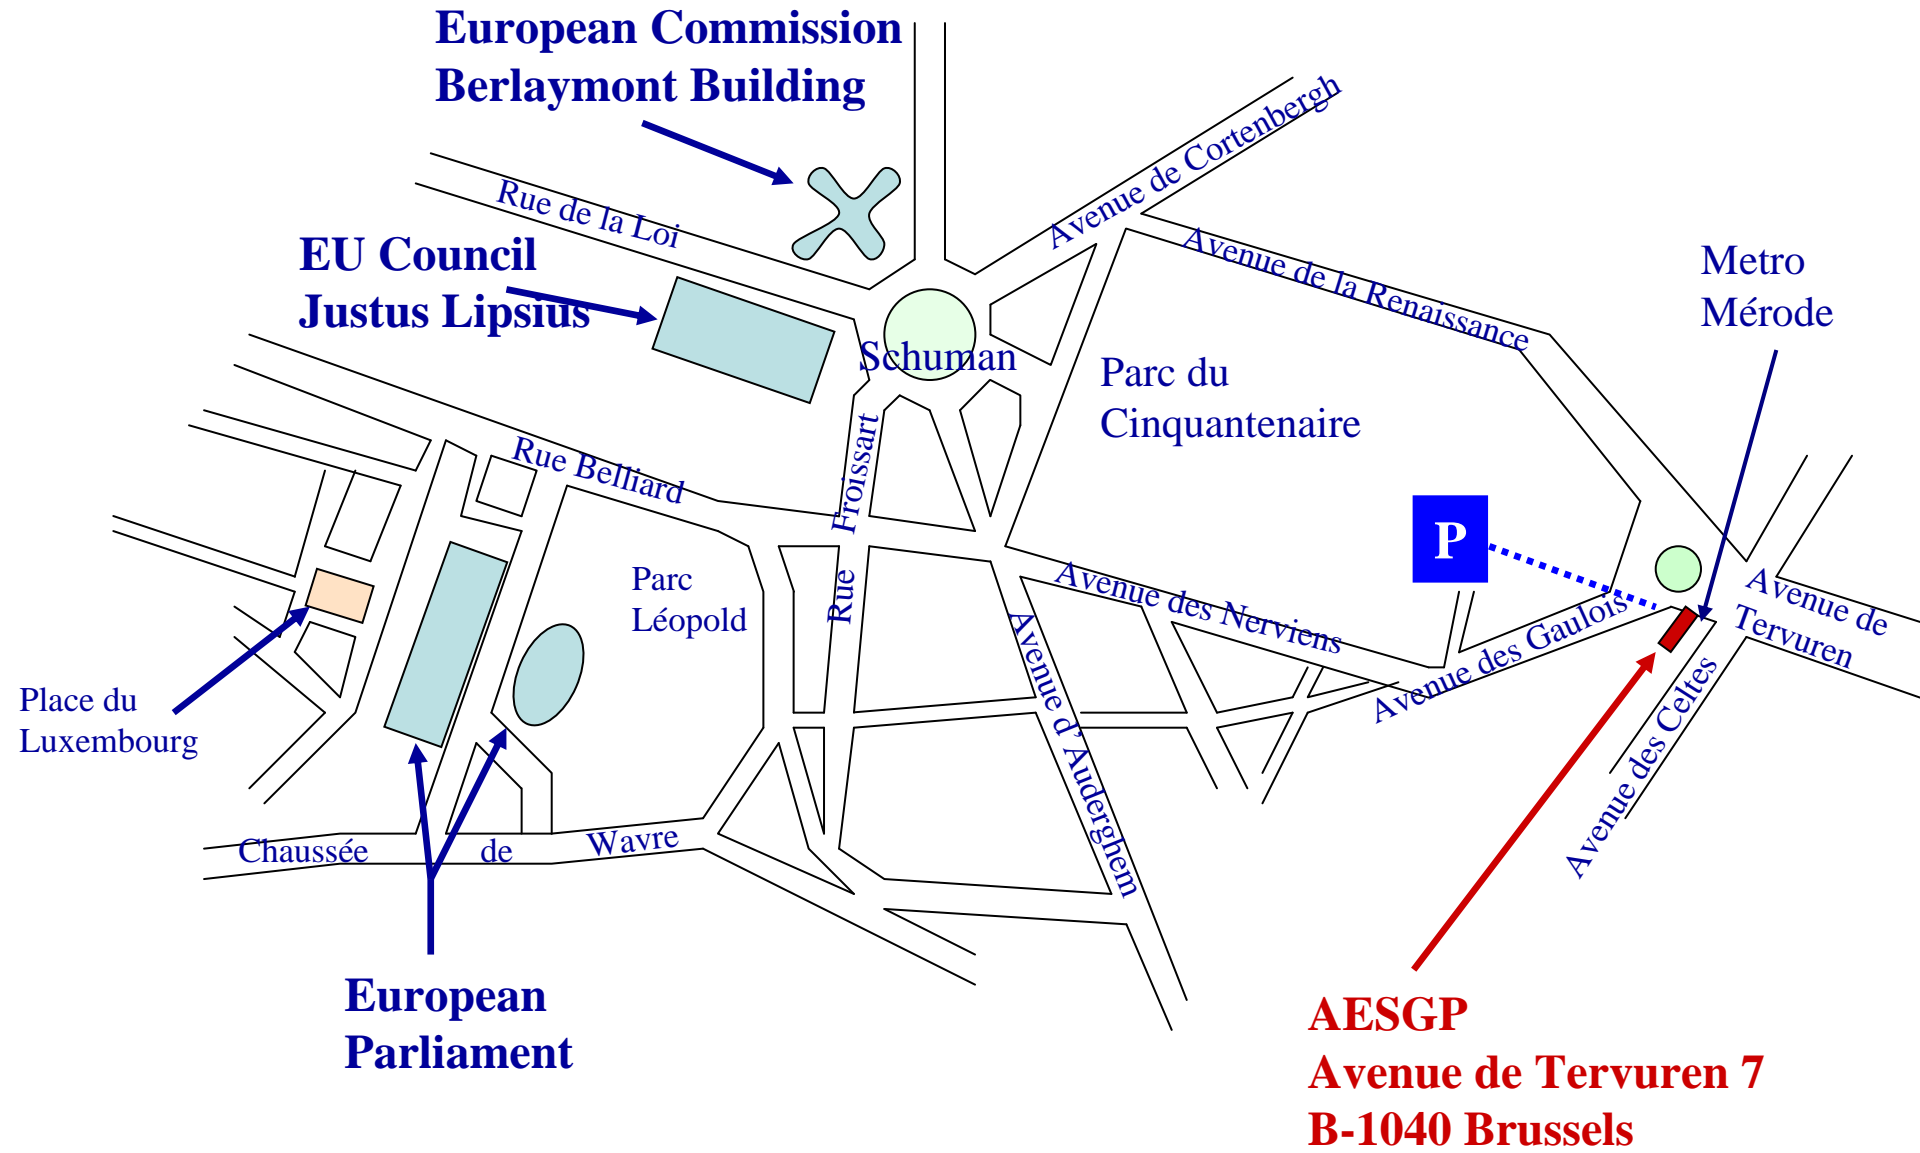 European Commission
Berlaymont Building
Avenue de Cortenbergh
Rue de la Loi
EU Council
Justus Lipsius
Avenue de la Renaissance
Metro
Mérode
Schuman
Parc du
Cinquantenaire
Rue Belliard
Rue Froissart
P
Parc
Léopold
Avenue des Nerviens
Avenue des Gaulois
Avenue de
Tervuren
Avenue d'Auderghem
Avenue des Celtes
Place du
Luxembourg
Chaussée de Wavre
European
Parliament
AESGP
Avenue de Tervuren 7
B-1040 Brussels